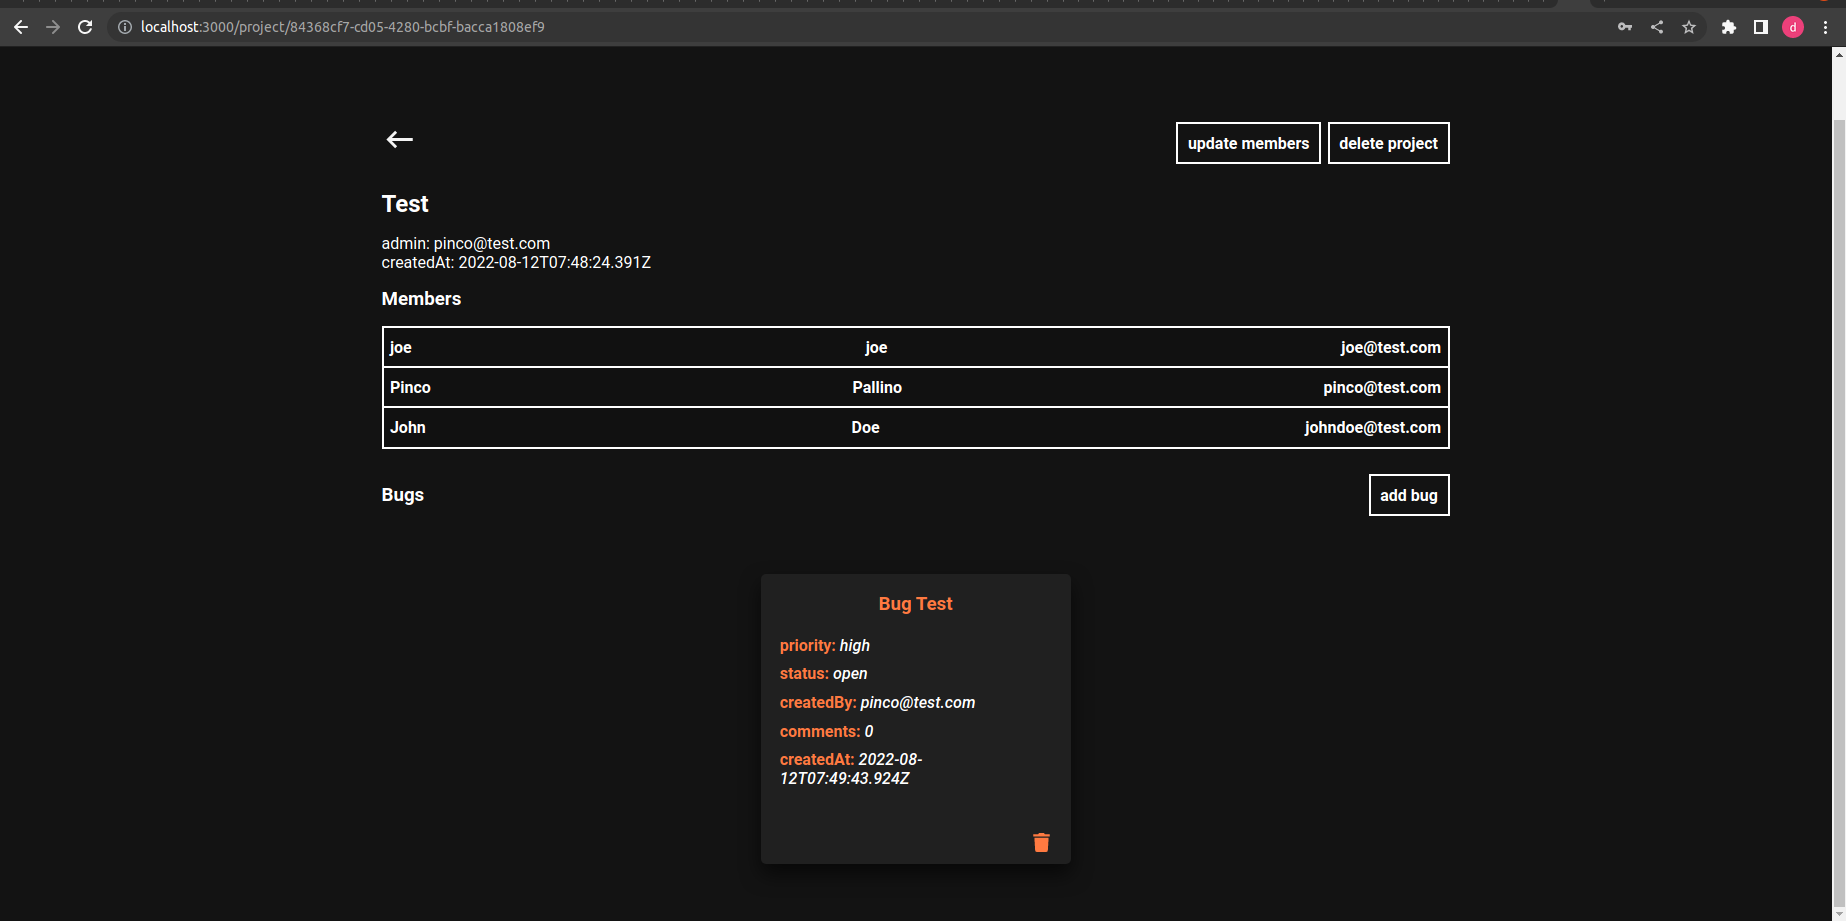 localhost:3000/project/84368cf7-cd05-4280-bcbf-bacca1808ef9
d
update members delete project
Test
admin: pinco@test.com
createdAt: 2022-08-12T07:48:24.391Z
Members
joe joe joe@test.com
Pinco Pallino pinco@test.com
John Doe johndoe@test.com
Bugs add bug
Bug Test
priority: high
status: open
createdBy: pinco@test.com
comments: 0
createdAt: 2022-08-
12T07:49:43.924Z